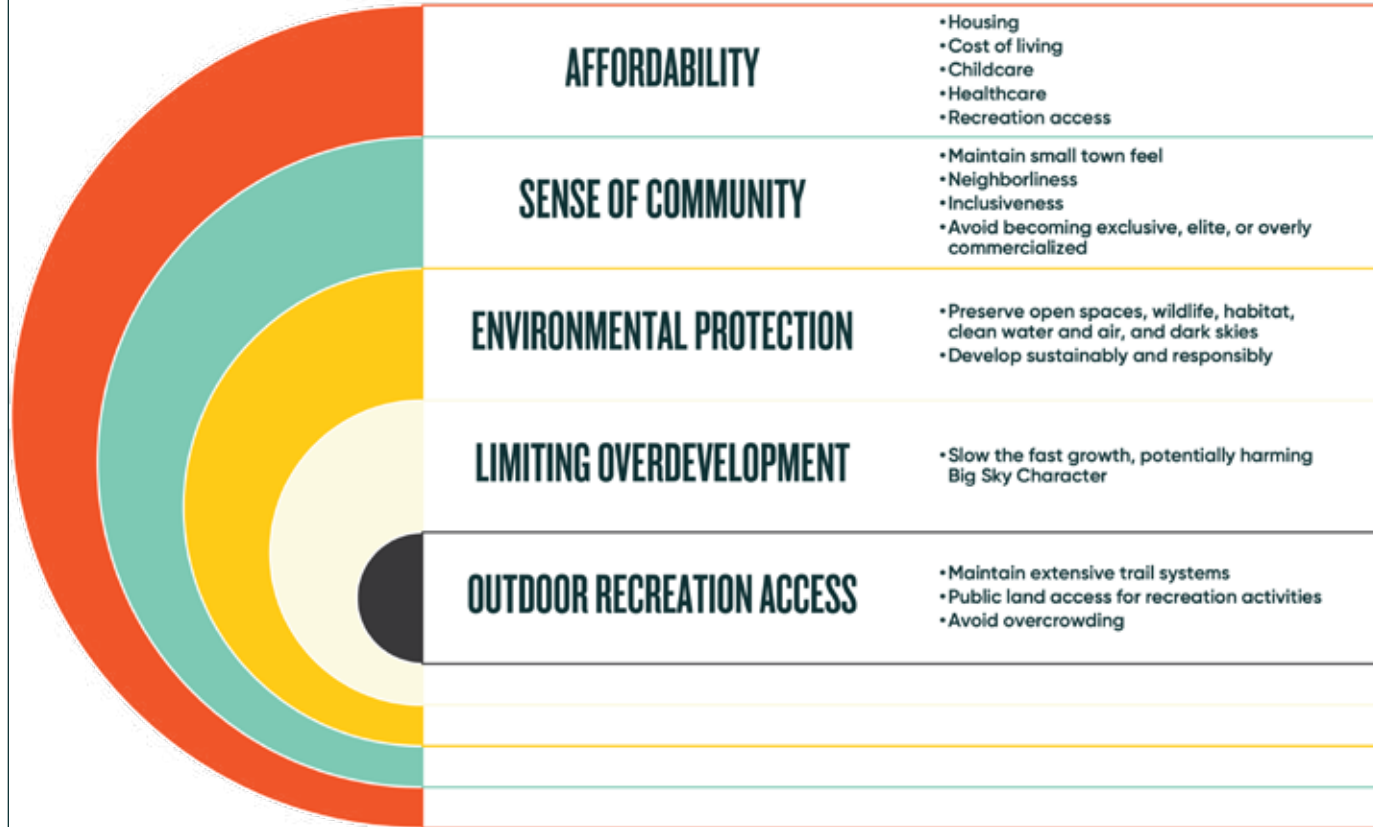 AFFORDABILITY
•Housing
•Cost of living
•Childcare
•Healthcare
•Recreation access
SENSE OF COMMUNITY
•Maintain small town feel
•Neighborliness
•Inclusiveness
•Avoid becoming exclusive, elite, or overly
commercialized
ENVIRONMENTAL PROTECTION
•Preserve open spaces, wildlife, habitat,
clean water and air, and dark skies
•Develop sustainably and responsibly
LIMITING OVERDEVELOPMENT
•Slow the fast growth, potentially harming
Big Sky Character
OUTDOOR RECREATION ACCESS
•Maintain extensive trail systems
•Public land access for recreation activities
•Avoid overcrowding